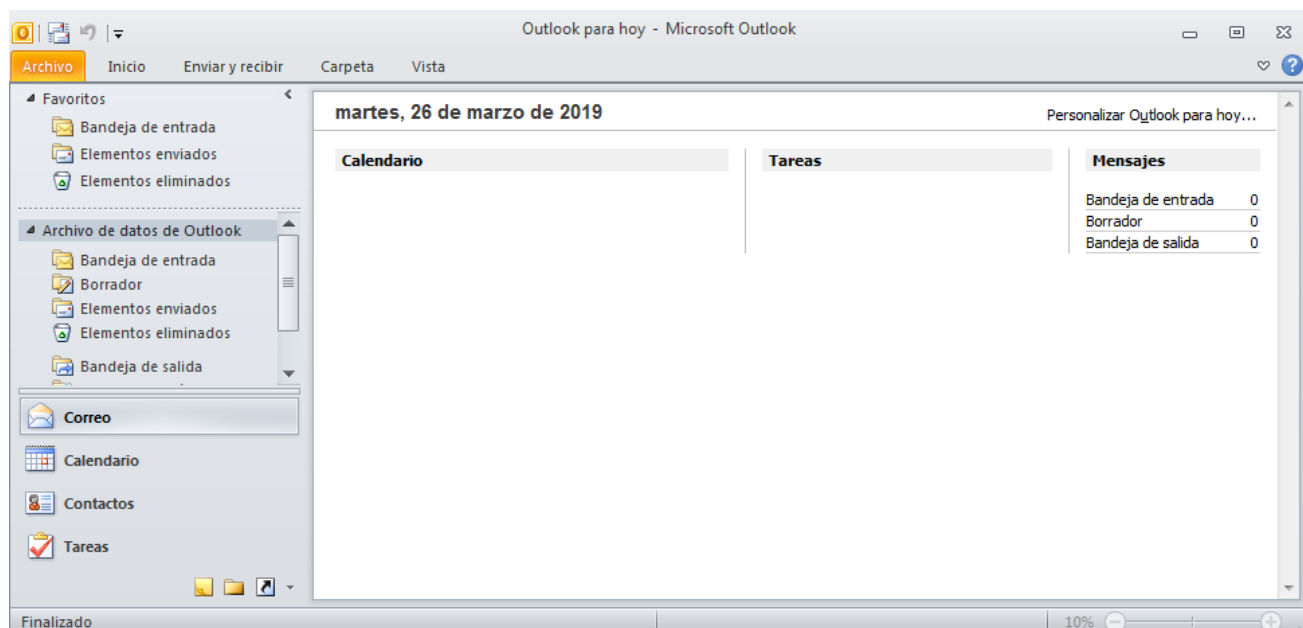 Outlook para hoy - Microsoft Outlook
Archivo Inicio Enviar y recibir Carpeta Vista
Favoritos
Bandeja de entrada
Elementos enviados
Elementos eliminados
Archivo de datos de Outlook
Bandeja de entrada
Borrador
Elementos enviados
Elementos eliminados
Bandeja de salida
Correo
Calendario
Contactos
Tareas
martes, 26 de marzo de 2019
Personalizar Outlook para hoy...
Calendario
Tareas
Mensajes
Bandeja de entrada 0
Borrador 0
Bandeja de salida 0
Finalizado
10%